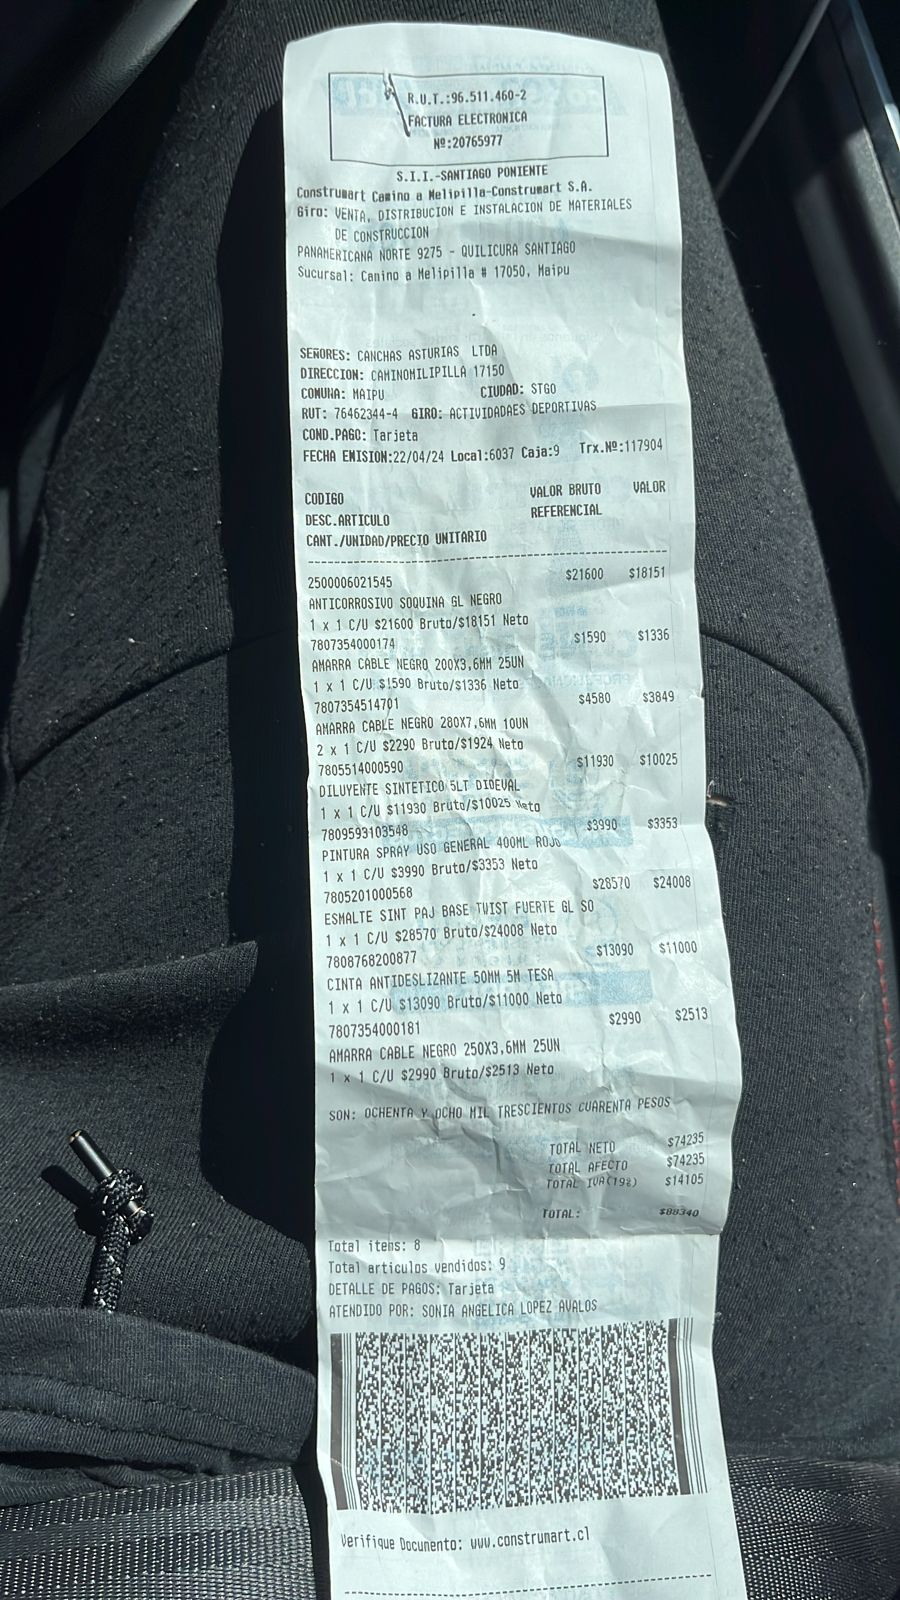 R.U.T.:96.511.460-2
FACTURA ELECTRONICA
Nº:20765977
S.I.I.-SANTIAGO PONIENTE
Construmart Camino a Melipilla-Construmart S.A.
Giro: VENTA, DISTRIBUCION E INSTALACION DE MATERIALES
DE CONSTRUCCION
PANAMERICANA NORTE 9275 - QUILICURA SANTIAGO
Sucursal: Camino a Melipilla # 17050, Maipu
SEÑORES: CANCHAS ASTURIAS LTDA
DIRECCION: CAMINOMILIPILLA 17150
COMUNA: MAIPU CIUDAD: STGO
RUT: 76462344-4 GIRO: ACTIVIDADAES DEPORTIVAS
COND.PAGO: Tarjeta
FECHA EMISION:22/04/24 Local:6037 Caja:9 Trx.Nº:117904
CODIGO VALOR BRUTO VALOR
DESC.ARTICULO REFERENCIAL
CANT./UNIDAD/PRECIO UNITARIO
2500006021545 $21600 $18151
ANTICORROSIVO SOQUINA GL NEGRO
1 x 1 C/U $21600 Bruto/$18151 Neto
7807354000174 $1590 $1336
AMARRA CABLE NEGRO 200X3,6MM 25UN
1 x 1 C/U $1590 Bruto/$1336 Neto
7807354514701 $4580 $3849
AMARRA CABLE NEGRO 280X7,6MM 10UN
2 x 1 C/U $2290 Bruto/$1924 Neto
7805514000590 $11930 $10025
DILUYENTE SINTETICO 5LT DIDEVAL
1 x 1 C/U $11930 Bruto/$10025 Neto
7809593103548 $3990 $3353
PINTURA SPRAY USO GENERAL 400ML ROJO
1 x 1 C/U $3990 Bruto/$3353 Neto
7805201000568 $28570 $24008
ESMALTE SINT PAJ BASE TWIST FUERTE GL SO
1 x 1 C/U $28570 Bruto/$24008 Neto
7808768200877 $13090 $11000
CINTA ANTIDESLIZANTE 50MM 5M TESA
1 x 1 C/U $13090 Bruto/$11000 Neto
7807354000181 $2990 $2513
AMARRA CABLE NEGRO 250X3,6MM 25UN
1 x 1 C/U $2990 Bruto/$2513 Neto
SON: OCHENTA Y OCHO MIL TRESCIENTOS CUARENTA PESOS
TOTAL NETO $74235
TOTAL AFECTO $74235
TOTAL IVA(19%) $14105
TOTAL: $88340
Total items: 8
Total articulos vendidos: 9
DETALLE DE PAGOS: Tarjeta
ATENDIDO POR: SONIA ANGELICA LOPEZ AVALOS
Verifique Documento: www.construmart.cl